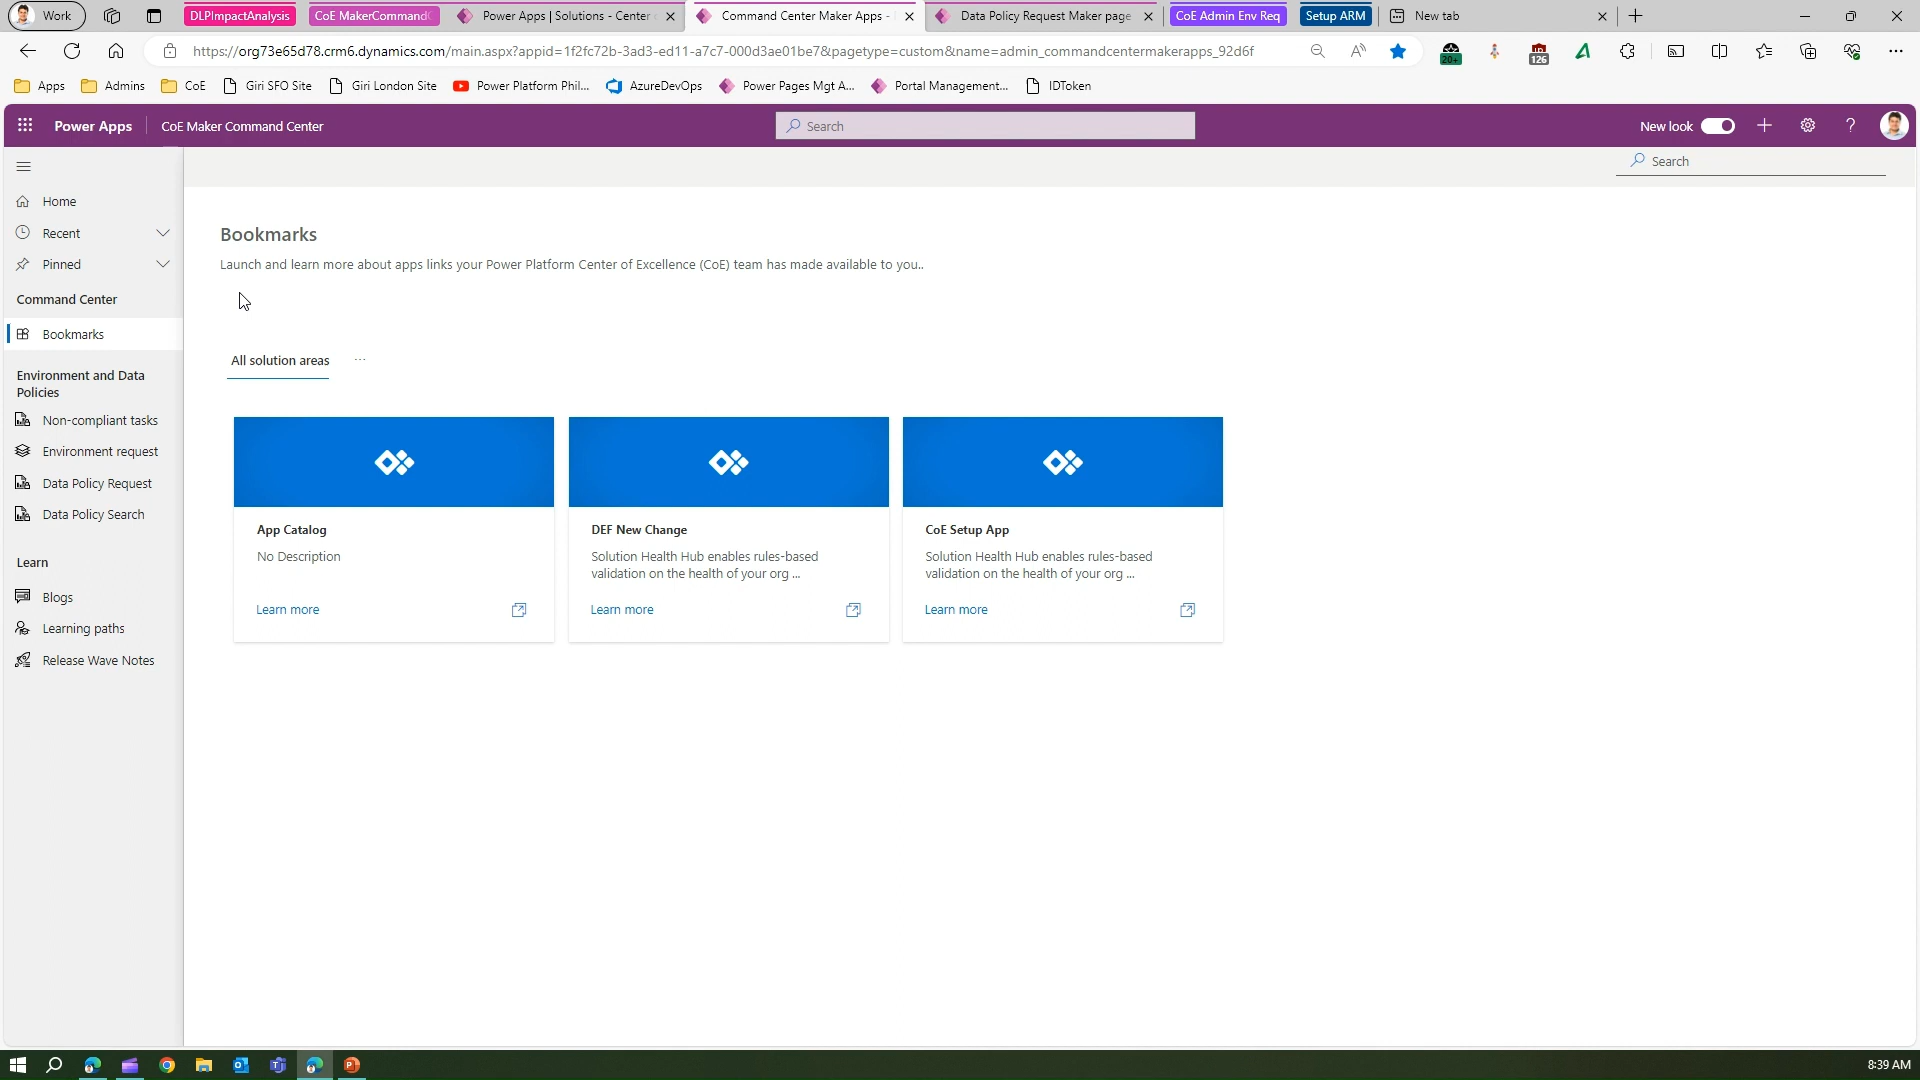 Work
DLPImpactAnalysis
CoE MakerCommandC
Power Apps | Solutions - Center
Command Center Maker Apps -
Data Policy Request Maker page
CoE Admin Env Req
Setup ARM
New tab
https://org73e65d78.crm6.dynamics.com/main.aspx?appid=1f2fc72b-3ad3-ed11-a7c7-000d3ae01be7&pagetype=custom&name=admin_commandcentermakerapps_92d6f
20+
126
Apps
Admins
CoE
Giri SFO Site
Giri London Site
Power Platform Phil...
AzureDevOps
Power Pages Mgt A...
Portal Management...
IDToken
Power Apps
CoE Maker Command Center
Search
New look
Search
Home
Recent
Pinned
Command Center
Bookmarks
Environment and Data
Policies
Non-compliant tasks
Environment request
Data Policy Request
Data Policy Search
Learn
Blogs
Learning paths
Release Wave Notes
Bookmarks
Launch and learn more about apps links your Power Platform Center of Excellence (CoE) team has made available to you..
All solution areas
...
App Catalog
No Description
Learn more
DEF New Change
Solution Health Hub enables rules-based
validation on the health of your org ...
Learn more
CoE Setup App
Solution Health Hub enables rules-based
validation on the health of your org ...
Learn more
8:39 AM